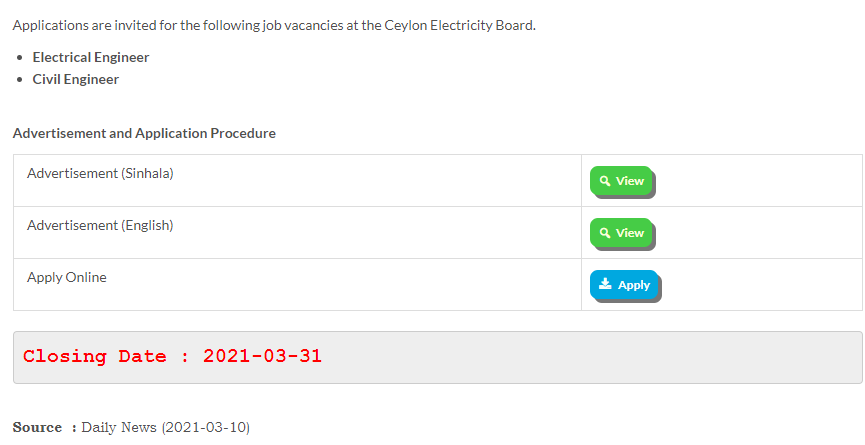 Applications are invited for the following job vacancies at the Ceylon Electricity Board.
Electrical Engineer
Civil Engineer
Advertisement and Application Procedure
Advertisement (Sinhala)
View
Advertisement (English)
View
Apply Online
Apply
Closing Date : 2021-03-31
Source : Daily News (2021-03-10)